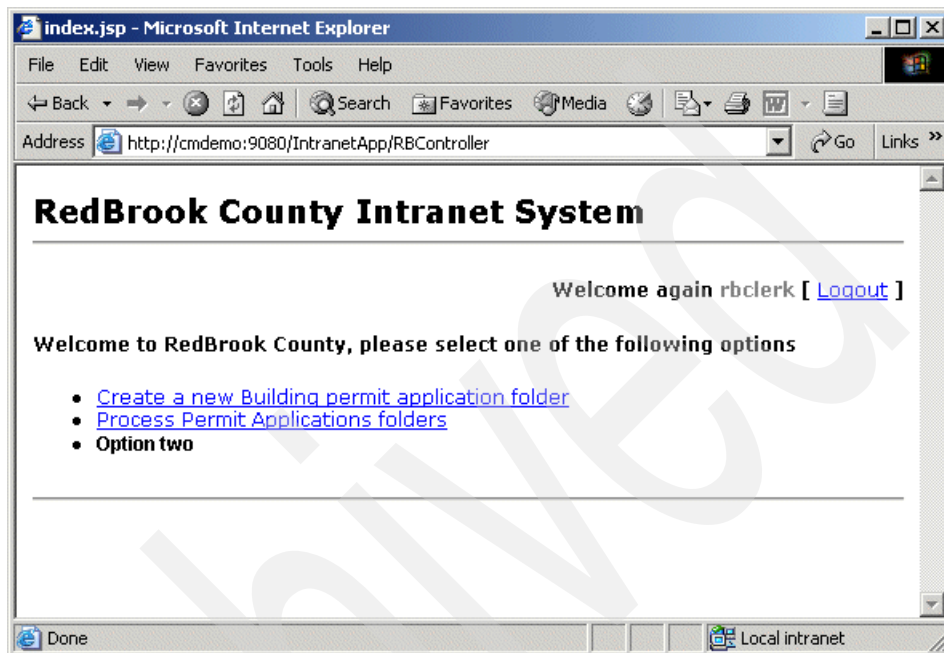 index.jsp - Microsoft Internet Explorer
File Edit View Favorites Tools Help
Back Search Favorites Media
Address http://cmdemo:9080/IntranetApp/RBController Go Links »
RedBrook County Intranet System
Welcome again rbclerk [ Logout ]
Welcome to RedBrook County, please select one of the following options
• Create a new Building permit application folder
• Process Permit Applications folders
• Option two
Done Local intranet